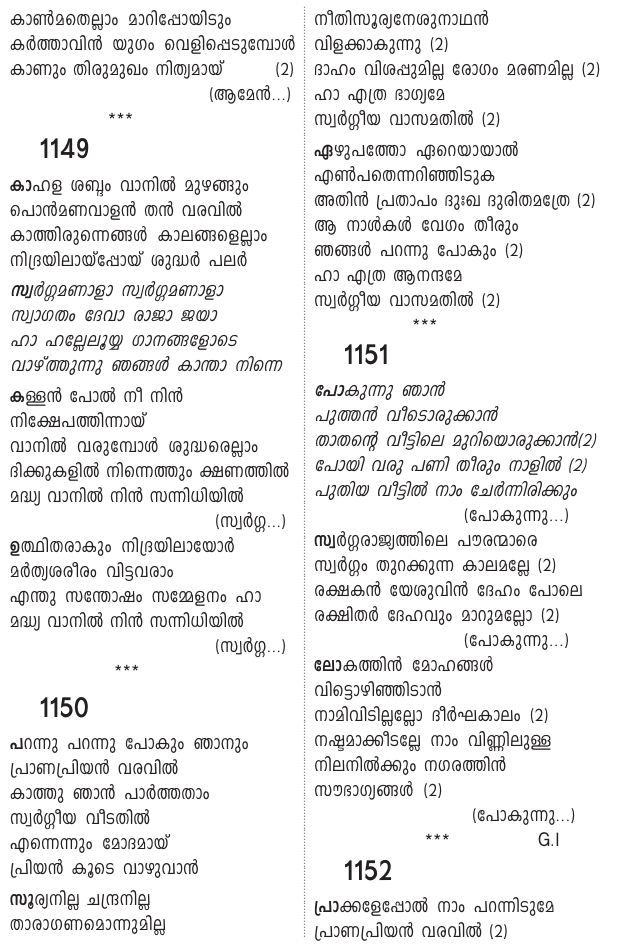 കാൺമതെല്ലാം മാറിപ്പോയിടും
കർത്താവിൻ യുഗം വെളിപ്പെടുമ്പോൾ
കാണും തിരുമുഖം നിത്യമായ് (2)
(ആമേൻ...)
***
1149
കാഹള ശബ്ദം വാനിൽ മുഴങ്ങും
പൊൻമണവാളൻ തൻ വരവിൽ
കാത്തിരുന്നെങ്ങൾ കാലങ്ങളെല്ലാം
നിദ്രയിലായ്പ്പോയ് ശുദ്ധർ പലർ
സ്വർഗ്ഗമണാളാ സ്വർഗ്ഗമണാളാ
സ്വാഗതം ദേവാ രാജാ ജയാ
ഹാ ഹല്ലേലൂയ്യ ഗാനങ്ങളോടെ
വാഴ്ത്തുന്നു ഞങ്ങൾ കാന്താ നിന്നെ
കള്ളൻ പോൽ നീ നിൻ
നിക്ഷേപത്തിന്നായ്
വാനിൽ വരുമ്പോൾ ശുദ്ധരെല്ലാം
ദിക്കുകളിൽ നിന്നെത്തും ക്ഷണത്തിൽ
മദ്ധ്യ വാനിൽ നിൻ സന്നിധിയിൽ
(സ്വർഗ്ഗ...)
ഉത്ഥിതരാകും നിദ്രയിലായോർ
മർത്യശരീരം വിട്ടവരാം
എന്തു സന്തോഷം സമ്മേളനം ഹാ
മദ്ധ്യ വാനിൽ നിൻ സന്നിധിയിൽ
(സ്വർഗ്ഗ...)
***
1150
പറന്നു പറന്നു പോകും ഞാനും
പ്രാണപ്രിയൻ വരവിൽ
കാത്തു ഞാൻ പാർത്തതാം
സ്വർഗ്ഗീയ വീടതിൽ
എന്നെന്നും മോദമായ്
പ്രിയൻ കൂടെ വാഴുവാൻ
സൂര്യനില്ല ചന്ദ്രനില്ല
താരാഗണമൊന്നുമില്ല
നീതിസൂര്യനേശുനാഥൻ
വിളക്കാകുന്നു (2)
ദാഹം വിശപ്പുമില്ല രോഗം മരണമില്ല (2)
ഹാ എത്ര ഭാഗ്യമേ
സ്വർഗ്ഗീയ വാസമതിൽ (2)
ഏഴുപത്തോ ഏറെയായാൽ
എൺപതെന്നറിഞ്ഞിടുക
അതിൻ പ്രതാപം ദുഃഖ ദുരിതമത്രേ (2)
ആ നാൾകൾ വേഗം തീരും
ഞങ്ങൾ പറന്നു പോകും (2)
ഹാ എത്ര ആനന്ദമേ
സ്വർഗ്ഗീയ വാസമതിൽ (2)
***
1151
പോകുന്നു ഞാൻ
പുത്തൻ വീടൊരുക്കാൻ
താതന്റെ വീട്ടിലെ മുറിയൊരുക്കാൻ(2)
പോയി വരു പണി തീരും നാളിൽ (2)
പുതിയ വീട്ടിൽ നാം ചേർന്നിരിക്കും
(പോകുന്നു...)
സ്വർഗ്ഗരാജ്യത്തിലെ പൗരന്മാരെ
സ്വർഗ്ഗം തുറക്കുന്ന കാലമല്ലേ (2)
രക്ഷകൻ യേശുവിൻ ദേഹം പോലെ
രക്ഷിതർ ദേഹവും മാറുമല്ലോ (2)
(പോകുന്നു...)
ലോകത്തിൻ മോഹങ്ങൾ
വിട്ടൊഴിഞ്ഞിടാൻ
നാമിവിടില്ലല്ലോ ദീർഘകാലം (2)
നഷ്ടമാക്കീടല്ലേ നാം വിണ്ണിലുള്ള
നിലനിൽക്കും നഗരത്തിൻ
സൗഭാഗ്യങ്ങൾ (2)
(പോകുന്നു...)
*** G.I
1152
പ്രാക്കളേപ്പോൽ നാം പറന്നിടുമേ
പ്രാണപ്രിയൻ വരവിൽ (2)